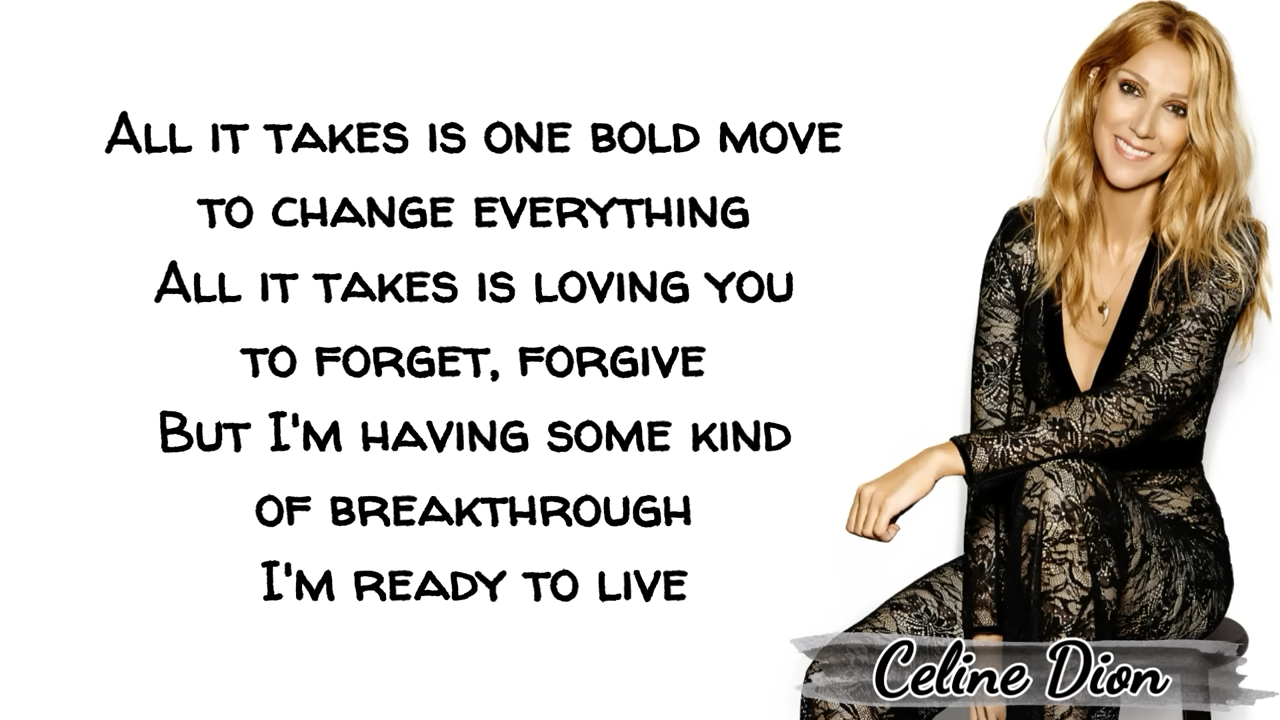 All it takes is one bold move
to change everything
All it takes is loving you
to forget, forgive
But I'm having some kind
of breakthrough
I'm ready to live
Celine Dion